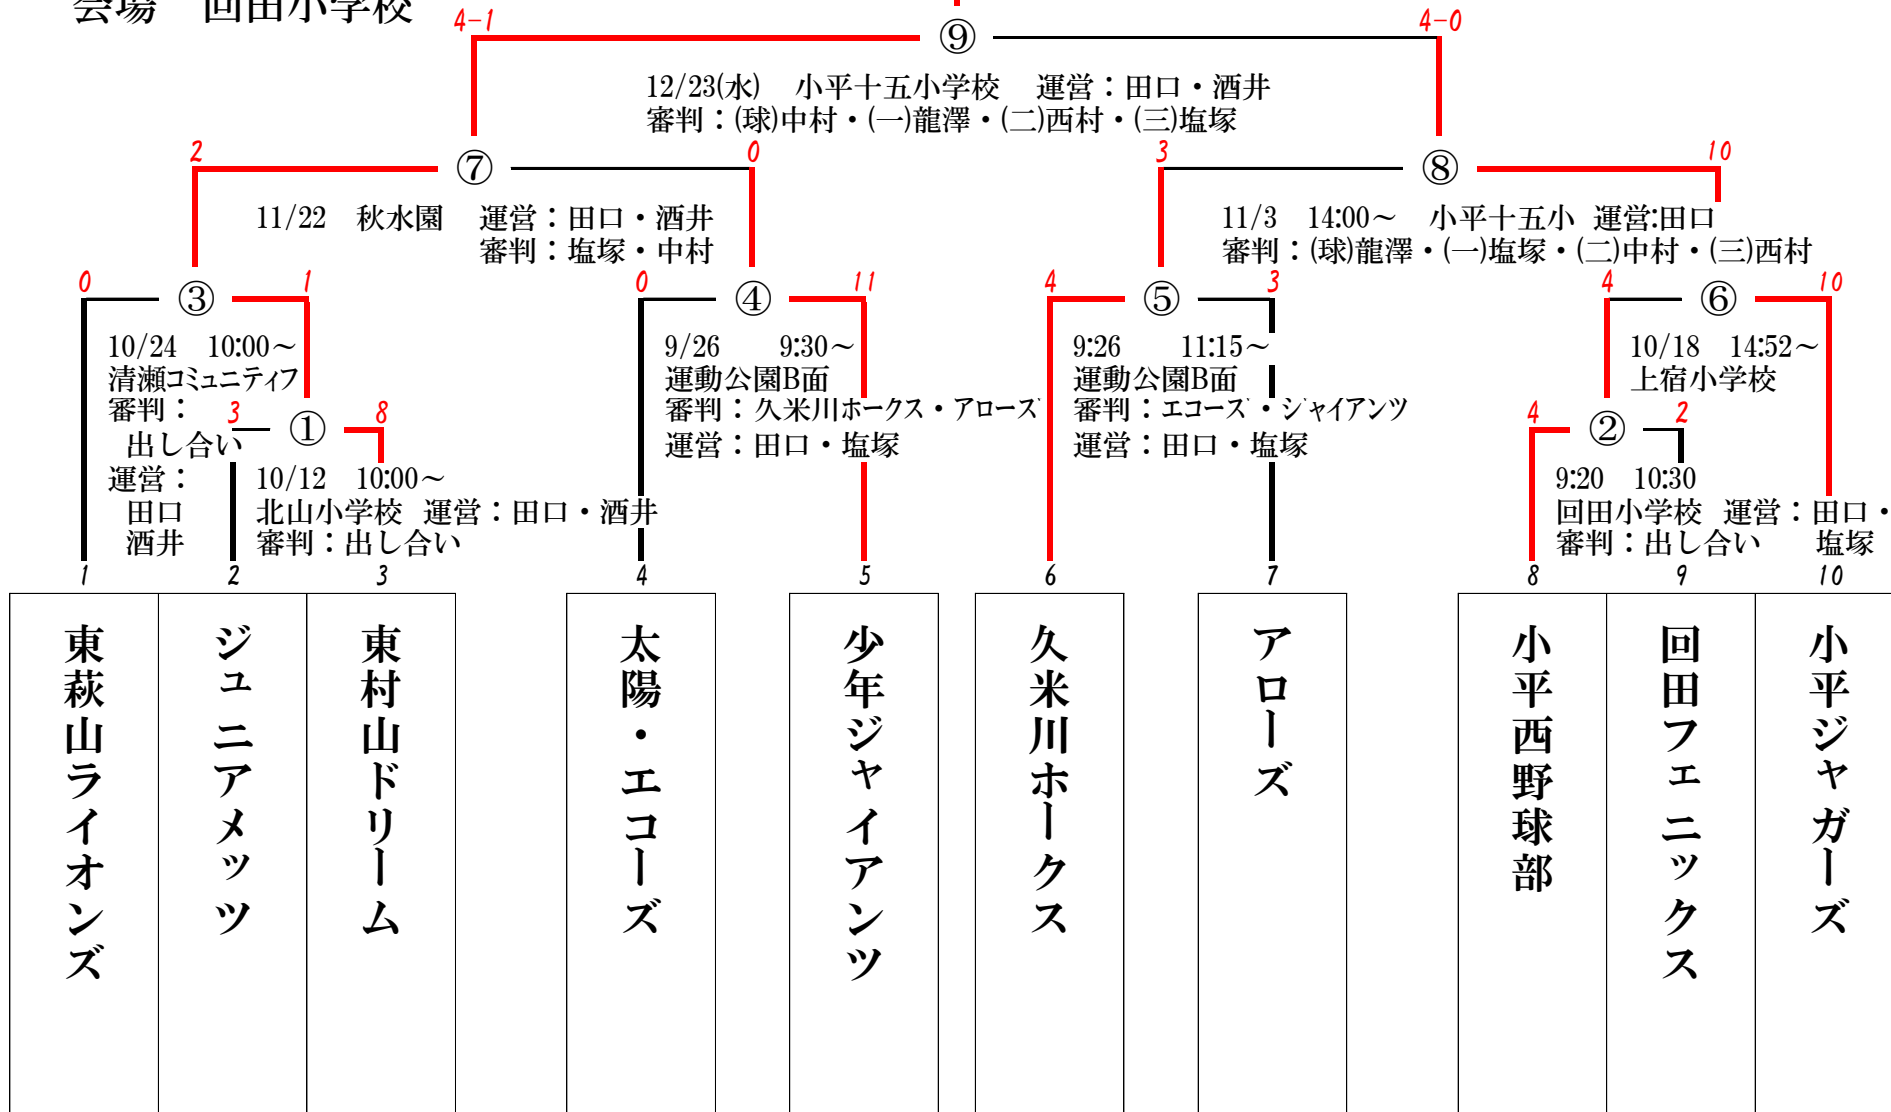 会場　回田小学校
4-1
4-0
⑨
12/23(水)　小平十五小学校　運営：田口・酒井
審判：(球)中村・(一)龍澤・(二)西村・(三)塩塚
2
⑦
0
3
⑧
10
11/22　秋水園　運営：田口・酒井
審判：塩塚・中村
11/3　14:00～　小平十五小 運営:田口
審判：(球)龍澤・(一)塩塚・(二)中村・(三)西村
0
③
1
0
④
11
4
⑤
3
4
⑥
10
10/24　10:00～
清瀬コミュニティフ
審判：
出し合い
運営：
田口
酒井
9/26　9:30～
運動公園B面
審判：久米川ホークス・アローズ
運営：田口・塩塚
9:26　11:15～
運動公園B面
審判：エコーズ・ジャイアンツ
運営：田口・塩塚
10/18　14:52～
上宿小学校
3
①
8
10/12　10:00～
北山小学校 運営：田口・酒井
審判：出し合い
4
②
2
9:20　10:30
回田小学校 運営：田口・
審判：出し合い　塩塚
1
2
3
4
5
6
7
8
9
10
東萩山ライオンズ
ジュニアメッツ
東村山ドリーム
太陽・エコーズ
少年ジャイアンツ
久米川ホークス
アローズ
小平西野球部
回田フェニックス
小平ジャガーズ